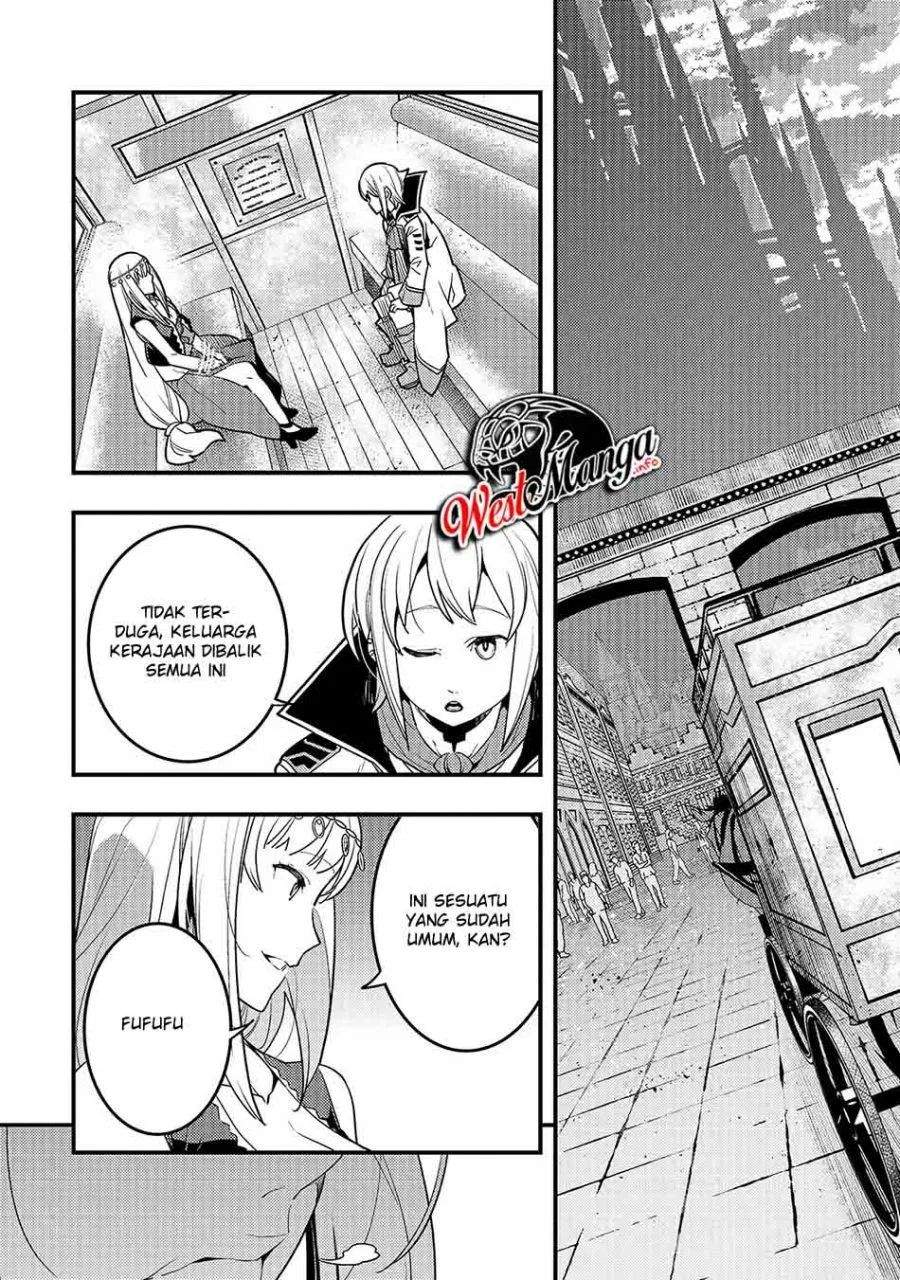 WestManga
.info
TIDAK TER-
DUGA, KELUARGA
KERAJAAN DIBALIK
SEMUA INI
INI SESUATU
YANG SUDAH
UMUM, KAN?
FUFUFU